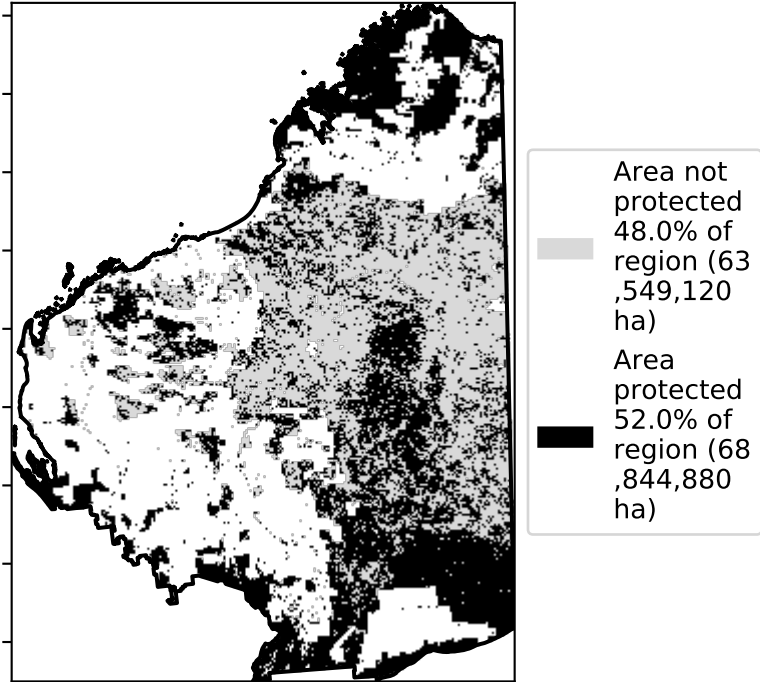 Area not
protected
48.0% of
region (63
,549,120
ha)
Area
protected
52.0% of
region (68
,844,880
ha)